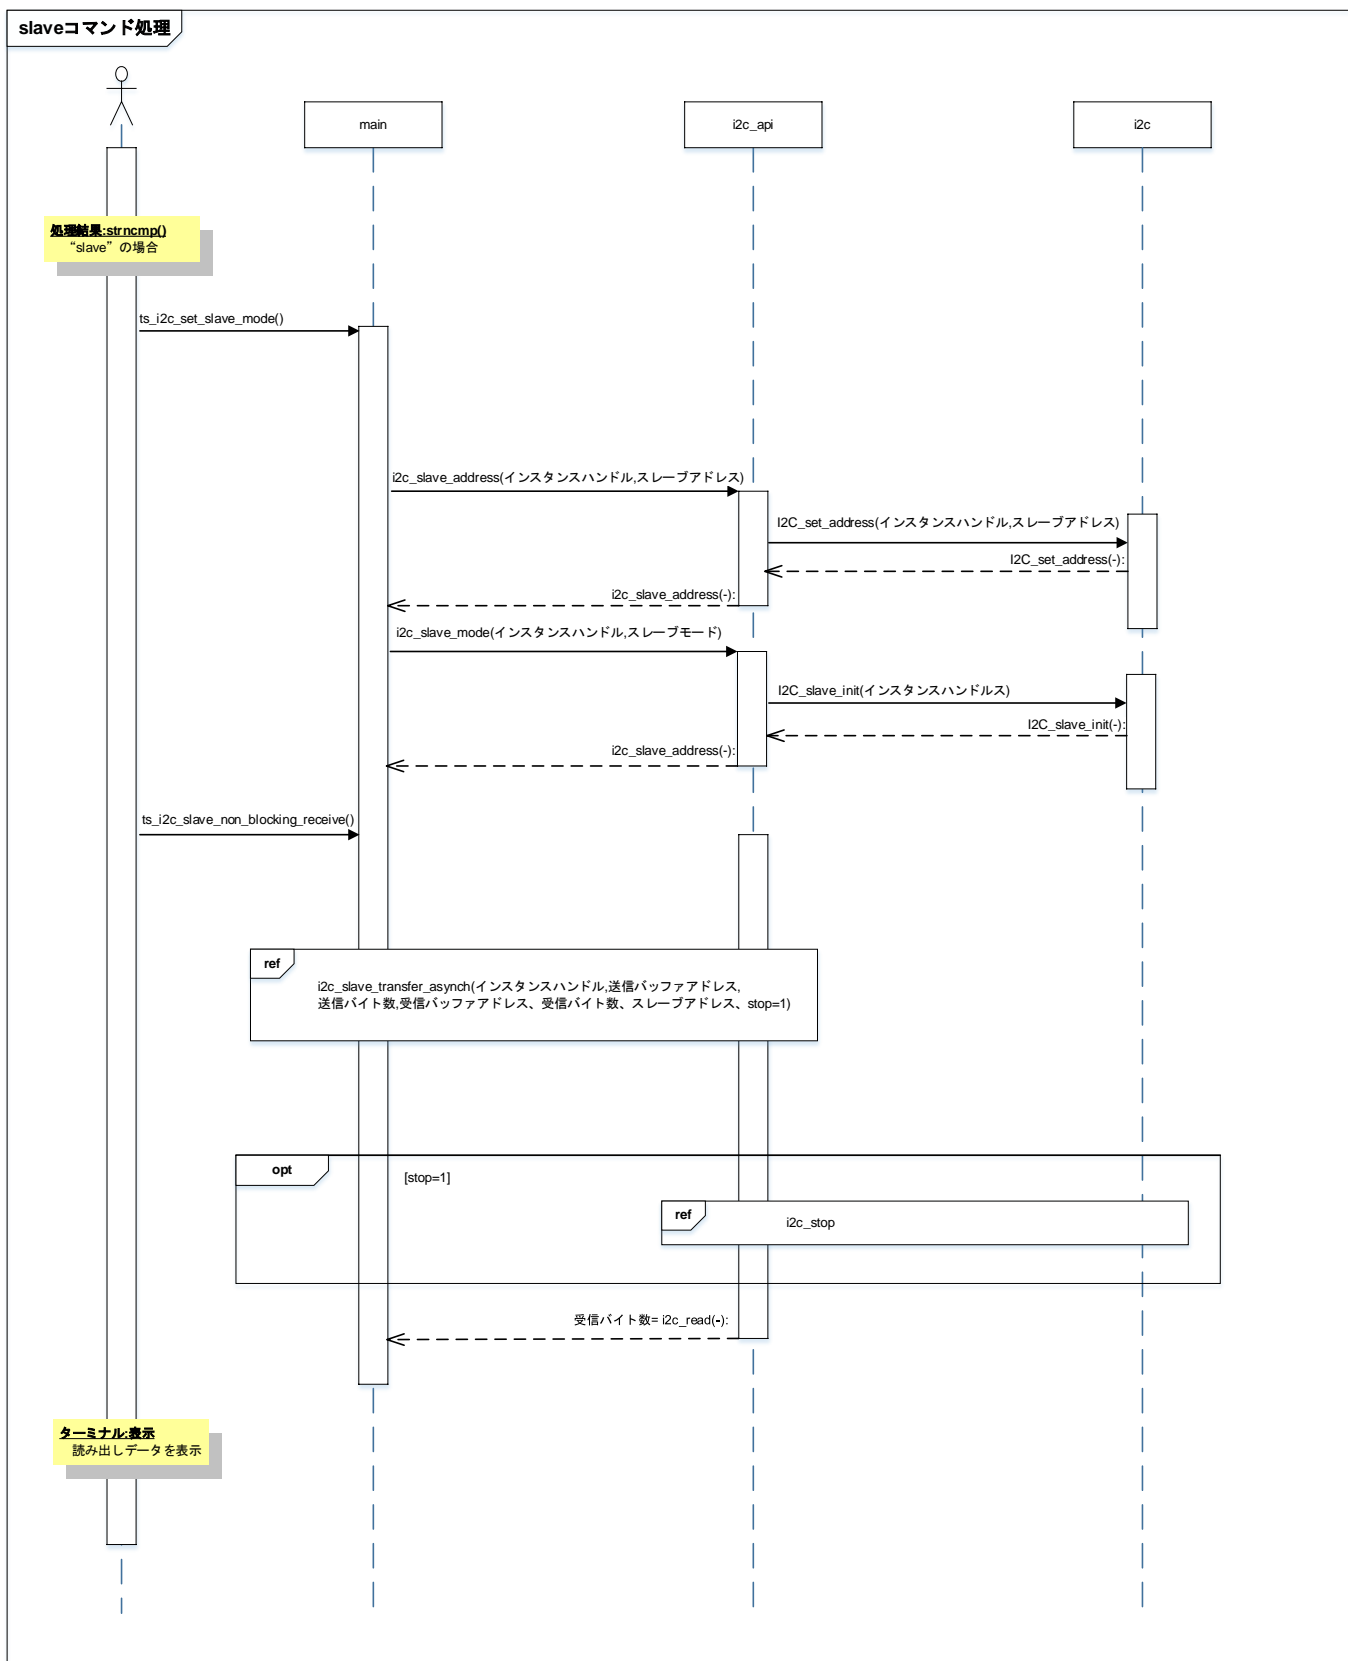 slaveコマンド処理
main
i2c_api
i2c
処理結果:strncmp()
“slave”の場合
ts_i2c_set_slave_mode()
i2c_slave_address(インスタンスハンドル,スレーブアドレス)
I2C_set_address(インスタンスハンドル,スレーブアドレス)
I2C_set_address(-):
i2c_slave_address(-):
i2c_slave_mode(インスタンスハンドル,スレーブモード)
I2C_slave_init(インスタンスハンドルス)
I2C_slave_init(-):
i2c_slave_address(-):
ts_i2c_slave_non_blocking_receive()
ref
i2c_slave_transfer_asynch(インスタンスハンドル,送信バッファアドレス,
送信バイト数,受信バッファアドレス、受信バイト数、スレーブアドレス、stop=1)
opt
[stop=1]
ref
i2c_stop
受信バイト数= i2c_read(-):
ターミナル:表示
読み出しデータを表示